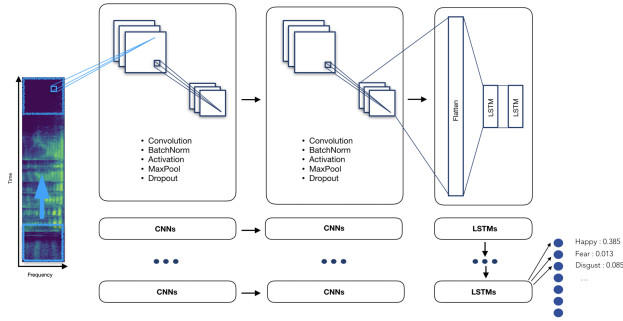 Time
Frequency
• Convolution
• BatchNorm
• Activation
• MaxPool
• Dropout
• Convolution
• BatchNorm
• Activation
• MaxPool
• Dropout
Flatten
LSTM
LSTM
CNNs
CNNs
LSTMs
CNNs
CNNs
LSTMs
Happy : 0.385
Fear : 0.013
Disgust : 0.085
....